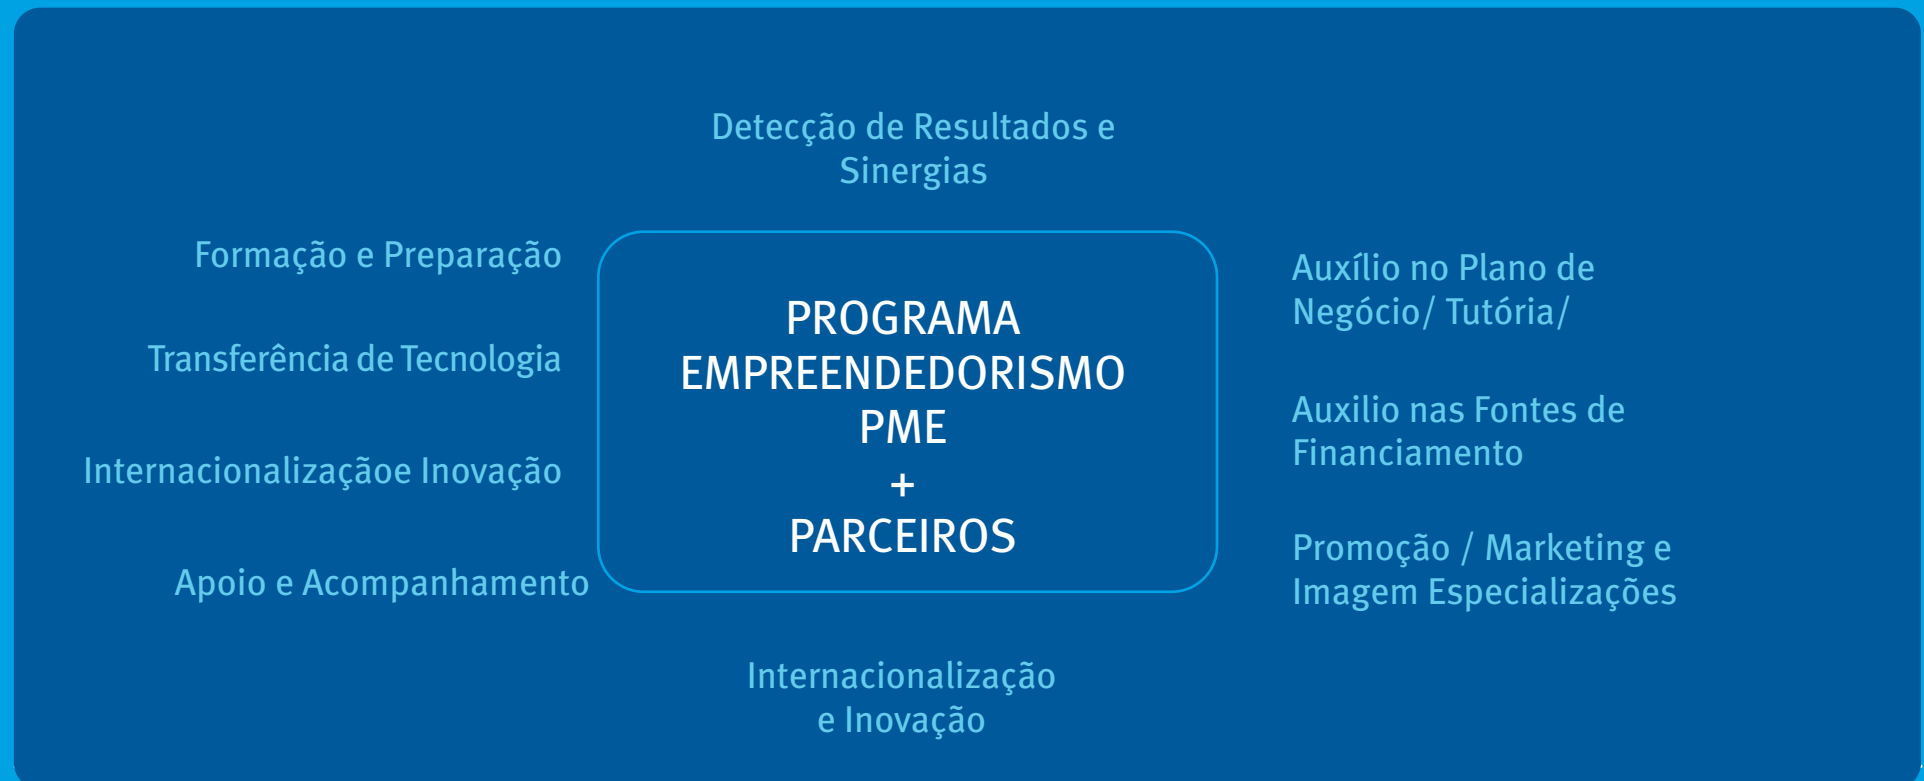 Detecção de Resultados e
Sinergias
Formação e Preparação
Transferência de Tecnologia
Internacionalizaçãoe Inovação
Apoio e Acompanhamento
PROGRAMA
EMPREENDEDORISMO
PME
+
PARCEIROS
Auxílio no Plano de
Negócio/ Tutória/
Auxilio nas Fontes de
Financiamento
Promoção / Marketing e
Imagem Especializações
Internacionalização
e Inovação